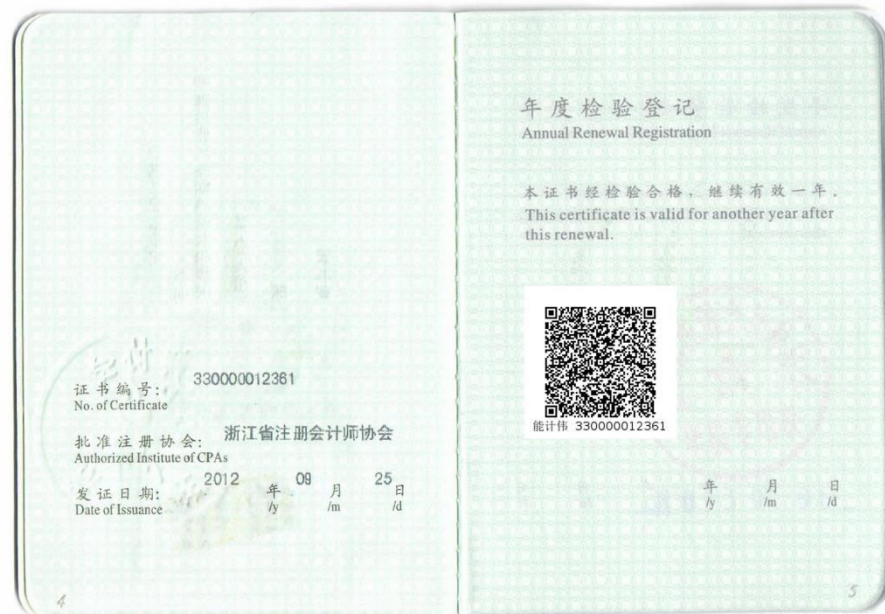 证书编号: 330000012361
No. of Certificate
批准注册协会: 浙江省注册会计师协会
Authorized Institute of CPAs
发证日期: 2012 年 09 月 25 日
Date of Issuance /y /m /d
4
年度检验登记
Annual Renewal Registration
本证书经检验合格，继续有效一年。
This certificate is valid for another year after
this renewal.
能计伟 330000012361
年 月 日
/y /m /d
5